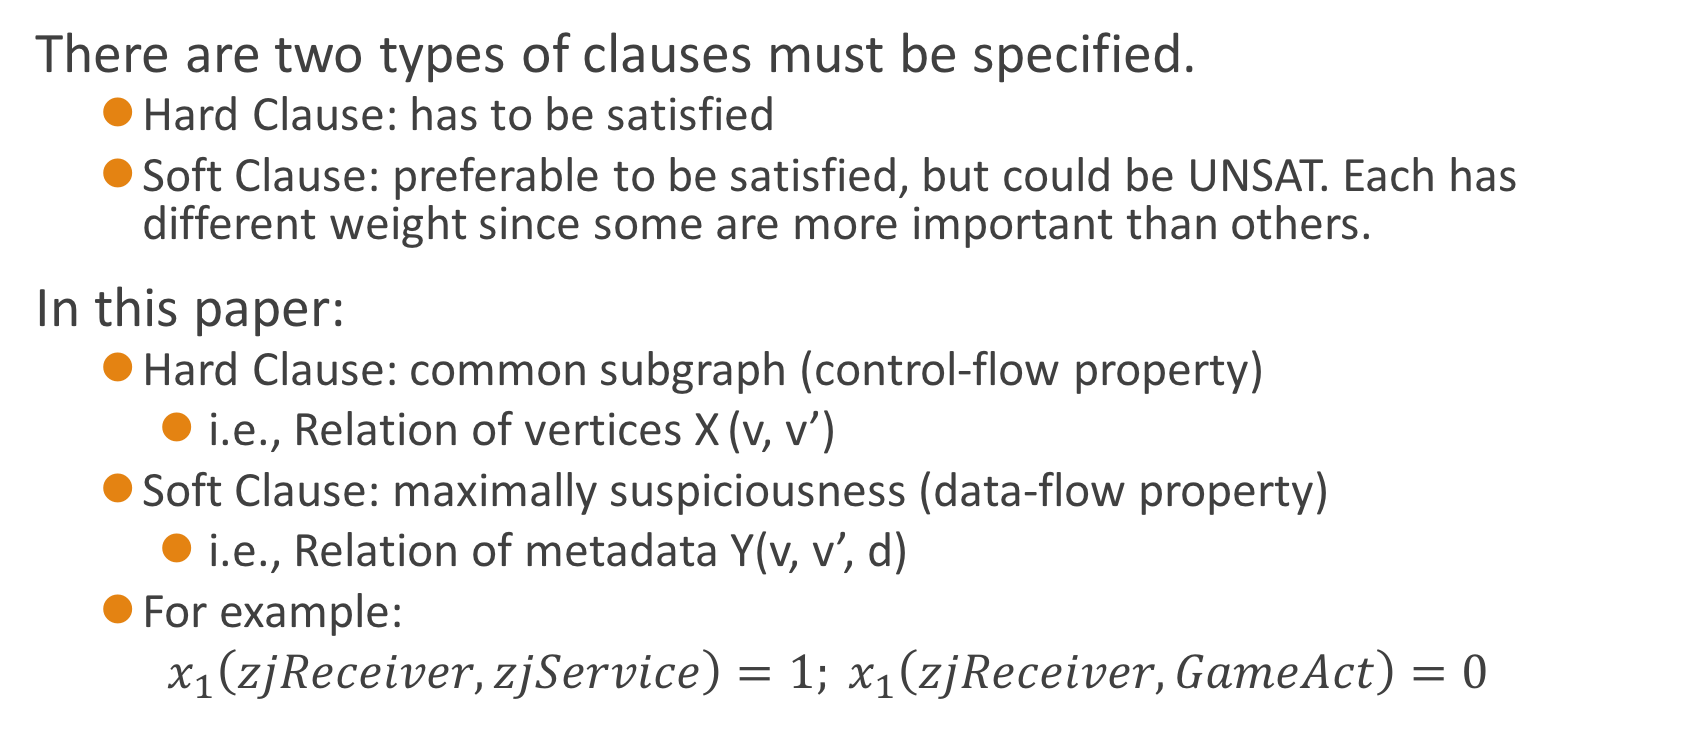 There are two types of clauses must be specified.
Hard Clause: has to be satisfied
Soft Clause: preferable to be satisfied, but could be UNSAT. Each has
different weight since some are more important than others.
In this paper:
Hard Clause: common subgraph (control-flow property)
i.e., Relation of vertices X (v, v’)
Soft Clause: maximally suspiciousness (data-flow property)
i.e., Relation of metadata Y(v, v’, d)
For example:
x₁(zjReceiver, zjService) = 1; x₁(zjReceiver, GameAct) = 0